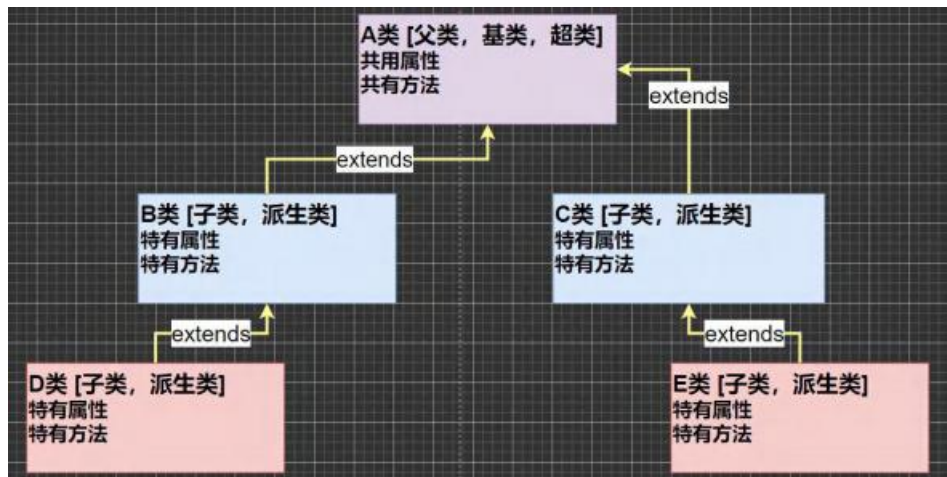 A类 [父类，基类，超类]
共用属性
共有方法
extends
extends
B类 [子类，派生类]
特有属性
特有方法
C类 [子类，派生类]
特有属性
特有方法
extends
extends
D类 [子类，派生类]
特有属性
特有方法
E类 [子类，派生类]
特有属性
特有方法